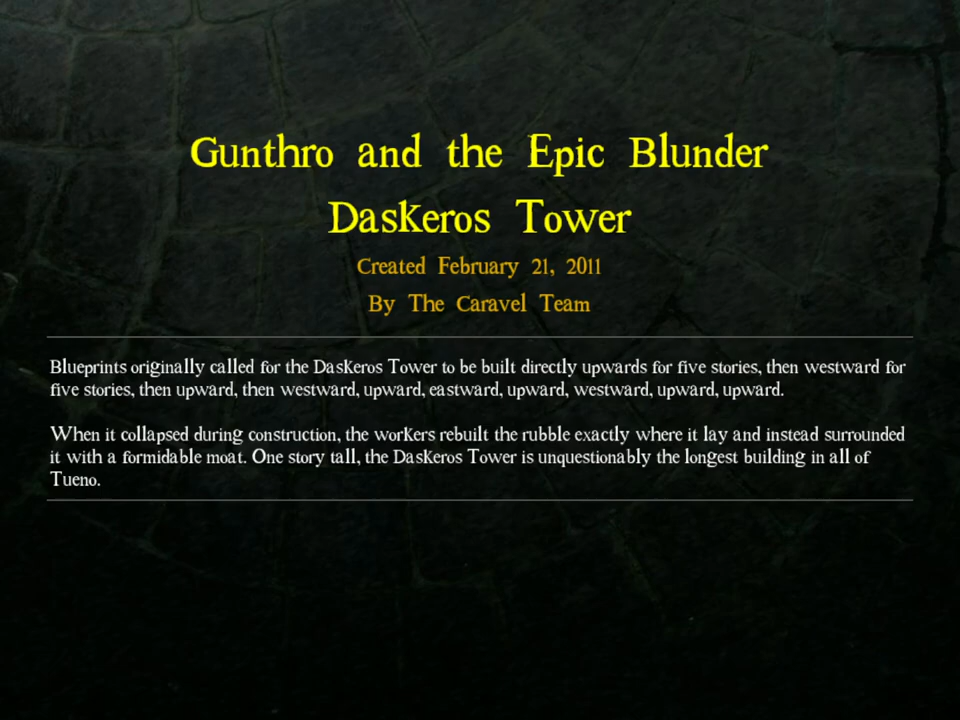 Gunthro and the Epic Blunder
Daskeros Tower
Created February 21, 2011
By The Caravel Team
Blueprints originally called for the Daskeros Tower to be built directly upwards for five stories, then westward for
five stories, then upward, then westward, upward, eastward, upward, westward, upward, upward.
When it collapsed during construction, the workers rebuilt the rubble exactly where it lay and instead surrounded
it with a formidable moat. One story tall, the Daskeros Tower is unquestionably the longest building in all of
Tueno.